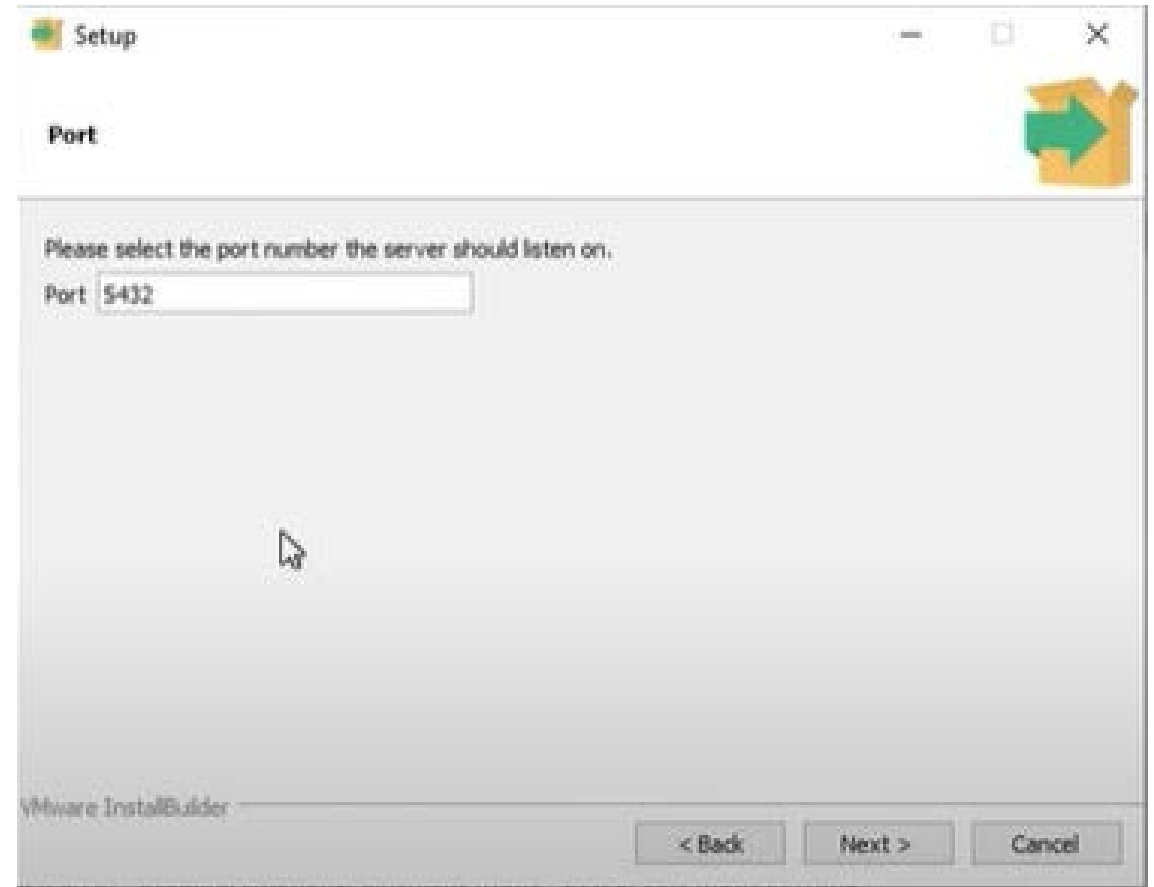 Setup
Port
Please select the port number the server should listen on.
Port 5432
VMware InstallBuilder
< Back Next > Cancel